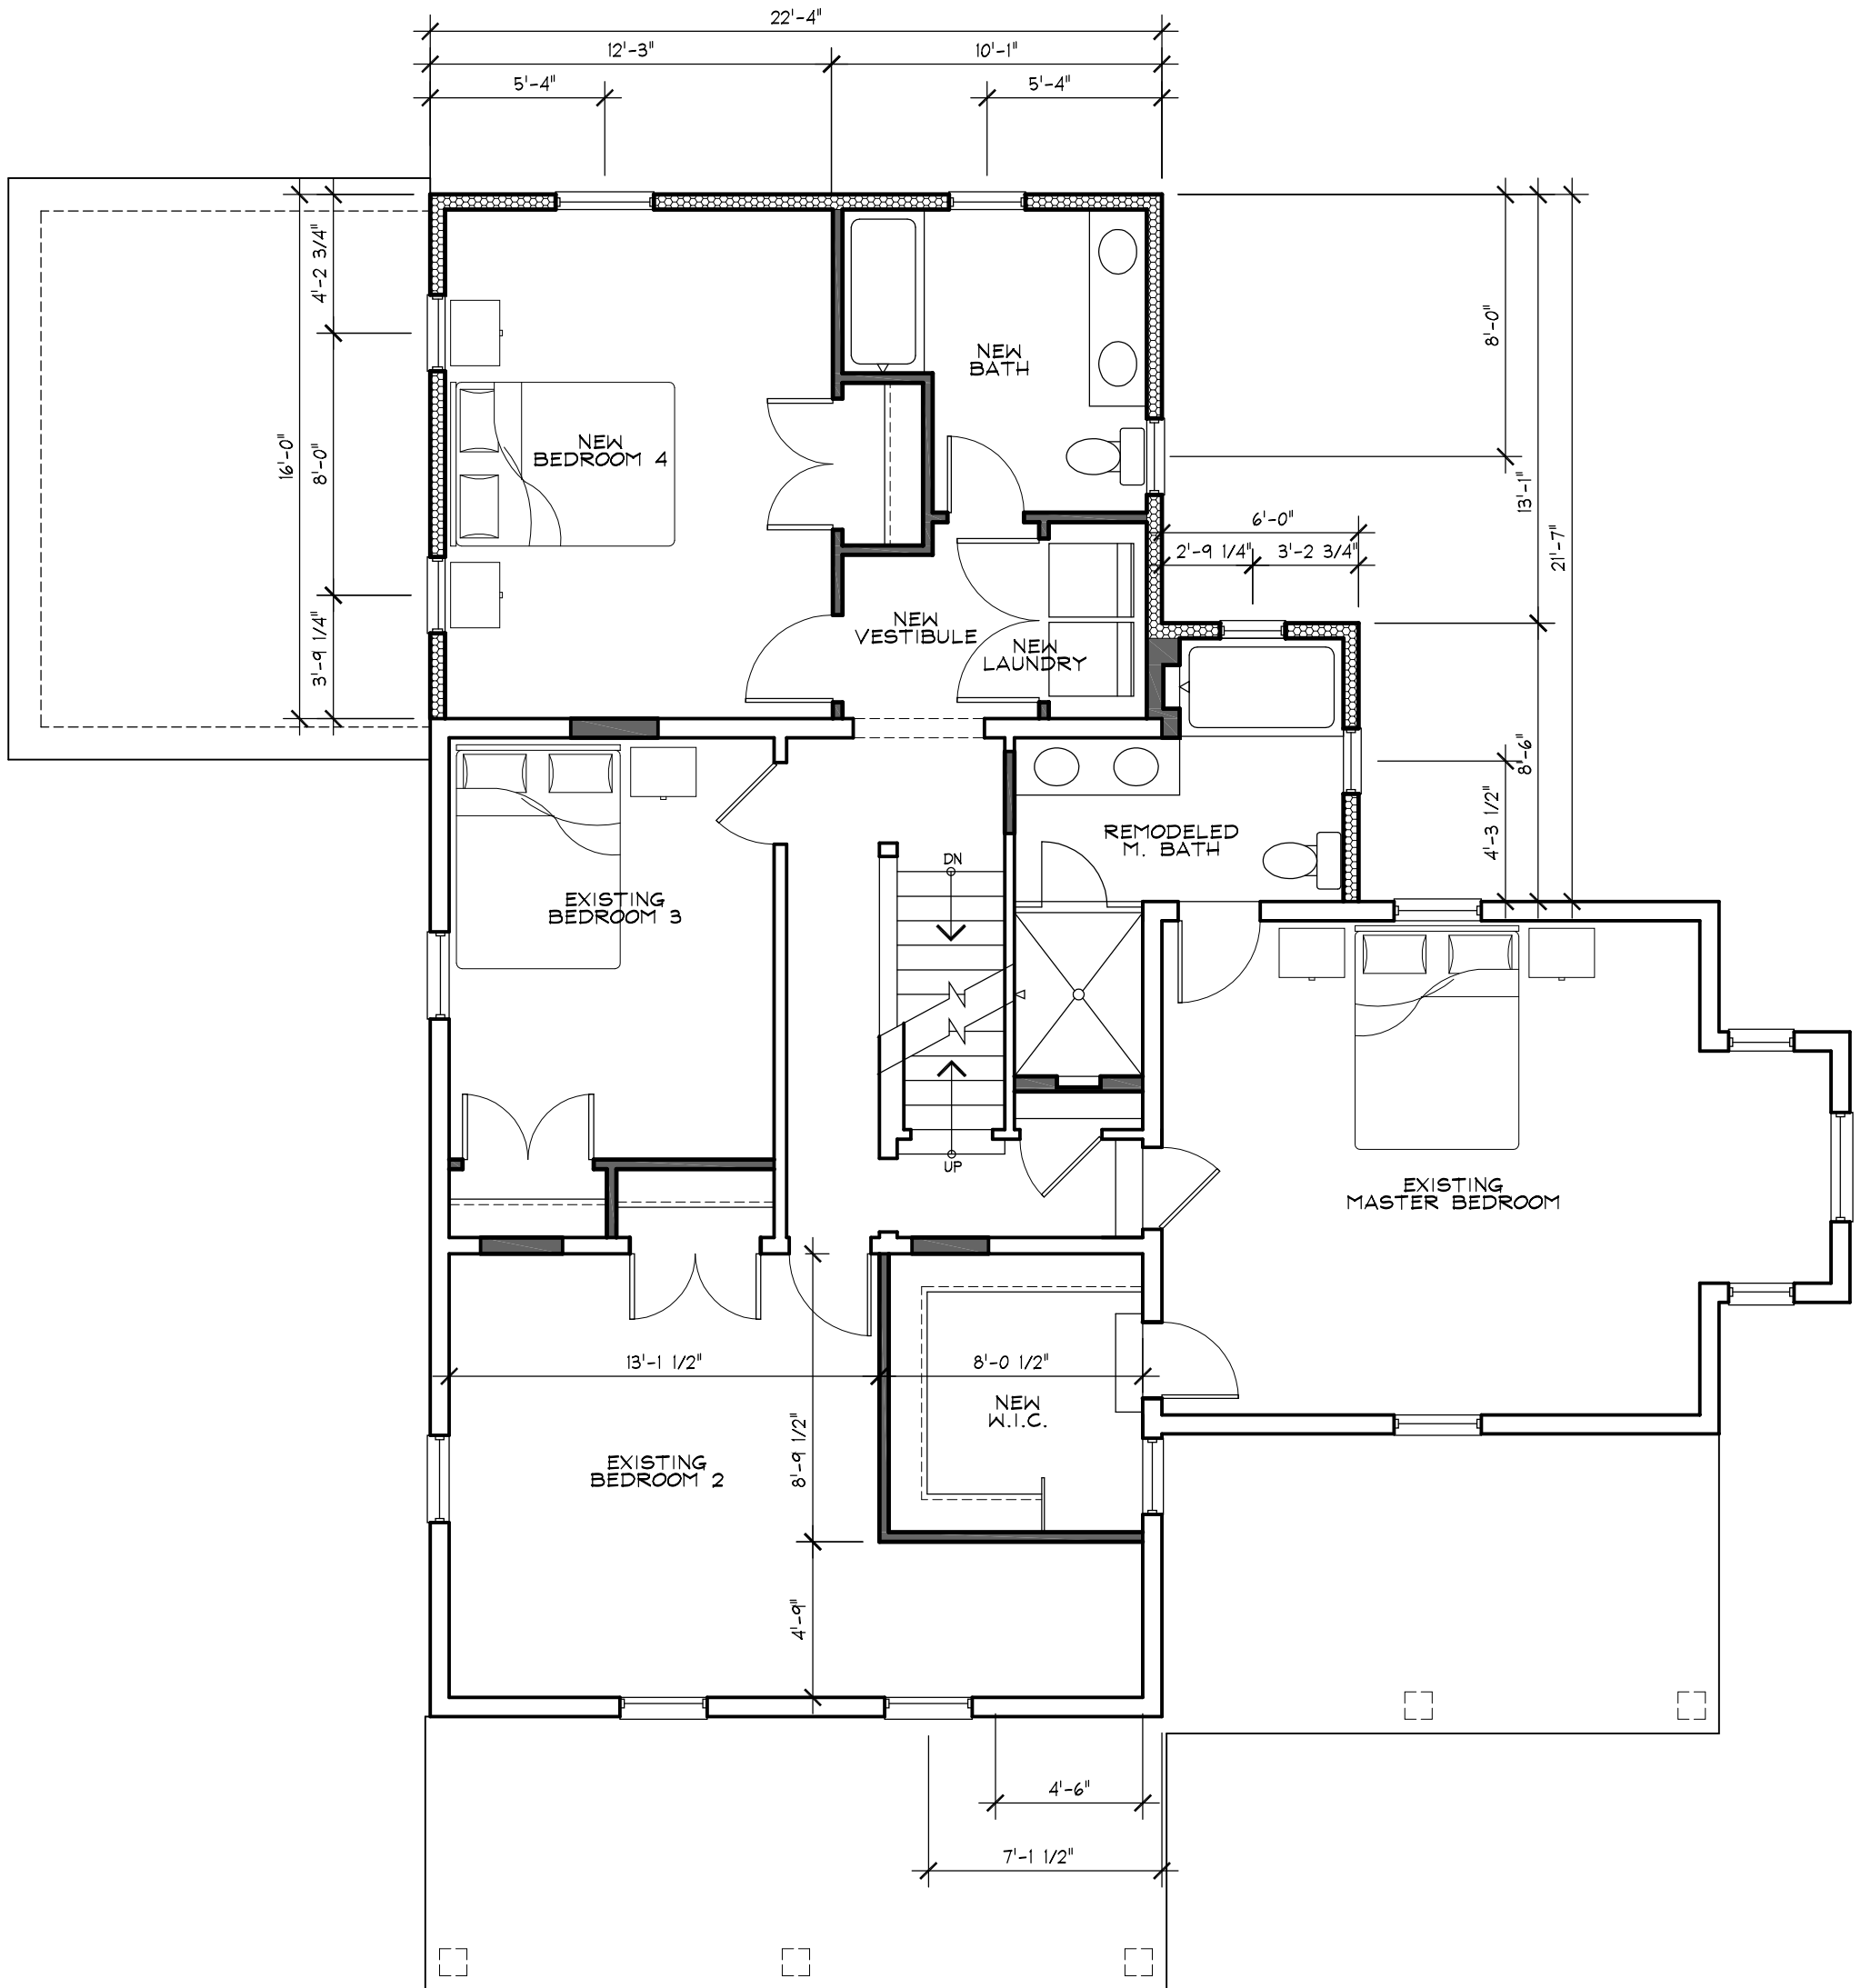 22'-4"
12'-3"
10'-1"
5'-4"
5'-4"
4'-2 3/4"
16'-0"
8'-0"
3'-9 1/4"
8'-0"
13'-1"
21'-7"
6'-0"
2'-9 1/4"
3'-2 3/4"
8'-6"
4'-3 1/2"
NEW
BATH
NEW
BEDROOM 4
NEW
VESTIBULE
NEW
LAUNDRY
REMODELED
M. BATH
DN
EXISTING
BEDROOM 3
UP
EXISTING
MASTER BEDROOM
13'-1 1/2"
8'-0 1/2"
NEW
W.I.C.
8'-9 1/2"
EXISTING
BEDROOM 2
4'-9"
4'-6"
7'-1 1/2"